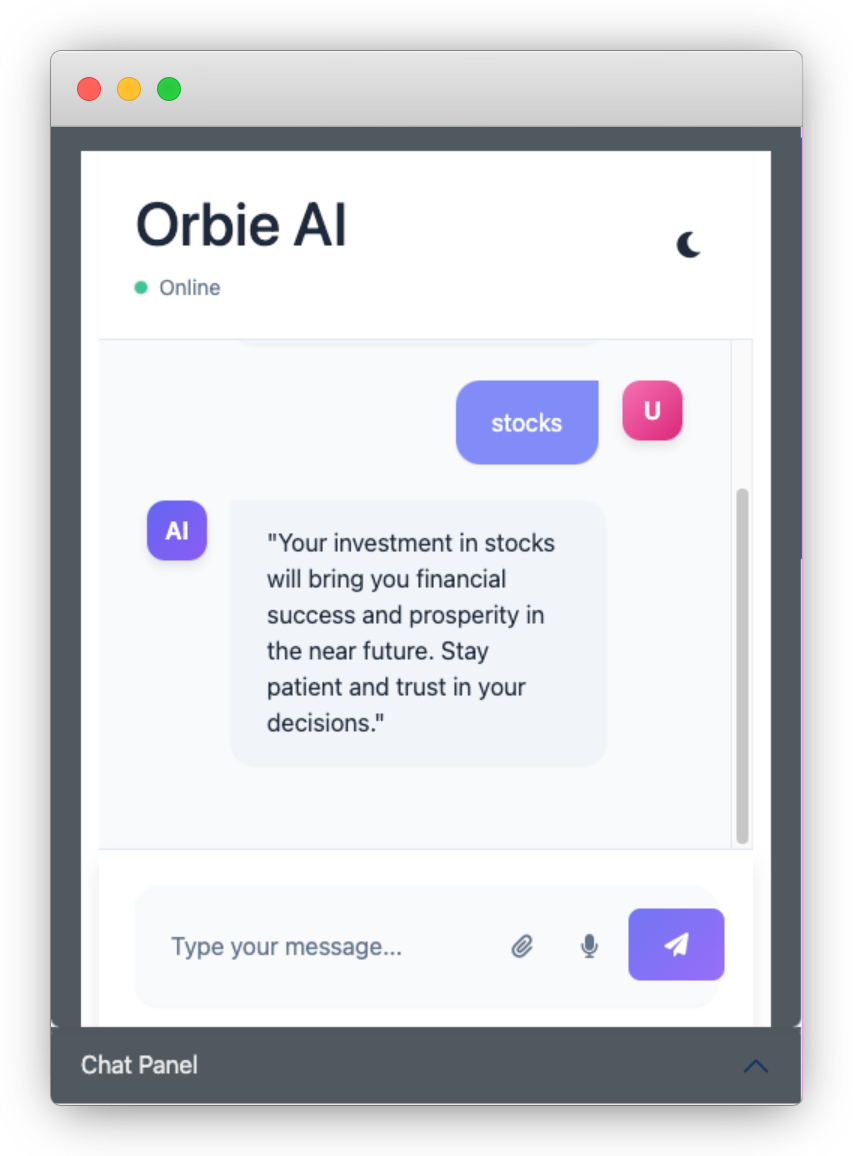 Orbie AI
Online
stocks
U
AI
"Your investment in stocks
will bring you financial
success and prosperity in
the near future. Stay
patient and trust in your
decisions."
Type your message...
Chat Panel